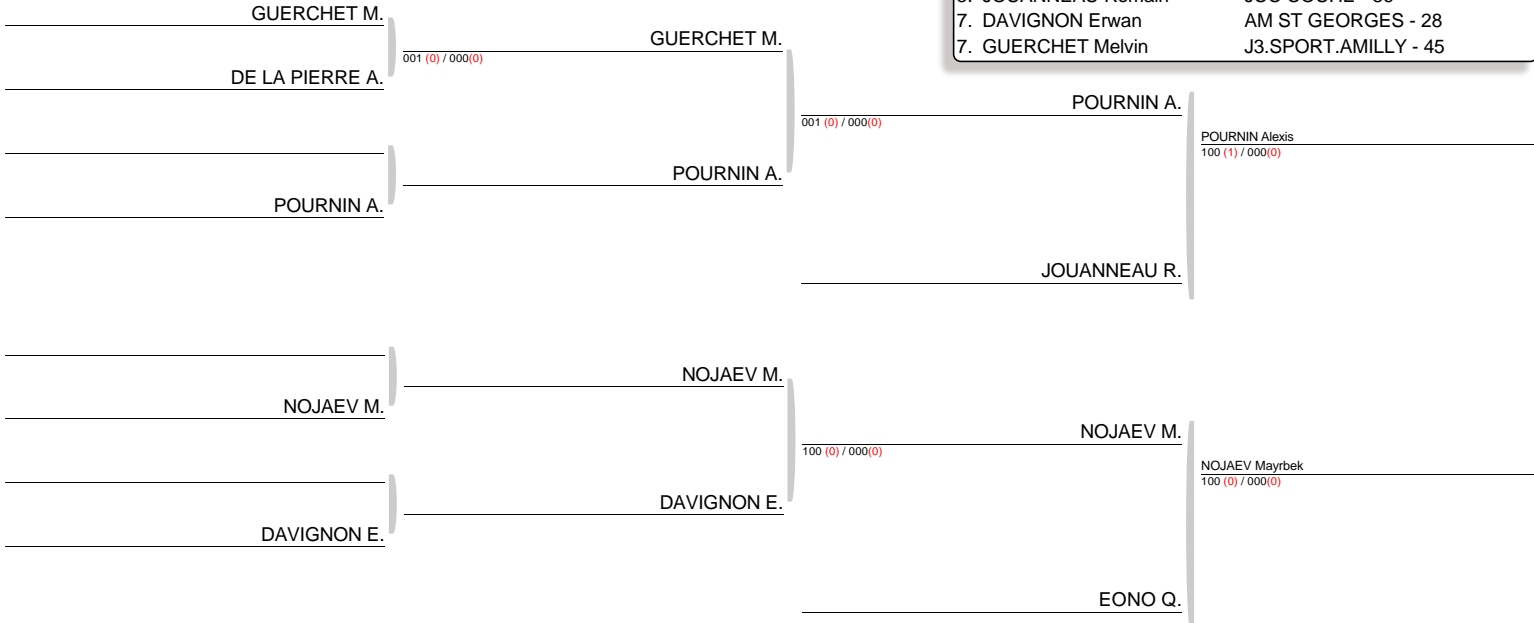 GUERCHET M.
DE LA PIERRE A.
POURNIN A.
NOJAEV M.
DAVIGNON E.
GUERCHET M.
001 (0) / 000(0)
POURNIN A.
NOJAEV M.
DAVIGNON E.
POURNIN A.
001 (0) / 000(0)
JOUANNEAU R.
NOJAEV M.
100 (0) / 000(0)
EONO Q.
POURNIN Alexis
100 (1) / 000(0)
NOJAEV Mayrbek
100 (0) / 000(0)
7. DAVIGNON Erwan AM ST GEORGES - 28
7. GUERCHET Melvin J3.SPORT.AMILLY - 45